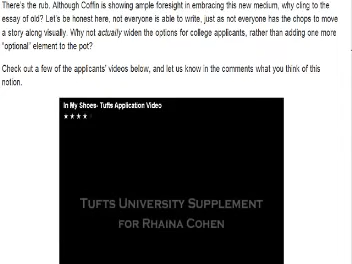 There's the rub. Although Coffin is showing ample foresight in embracing this new medium, why cling to the
essay of old? Let's be honest here, not everyone is able to write, just as not everyone has the chops to move
a story along visually. Why not actually widen the options for college applicants, rather than adding one more
"optional" element to the pot?
Check out a few of the applicants' videos below, and let us know in the comments what you think of this
notion.
In My Shoes- Tufts Application Video
★★★★
TUFTS UNIVERSITY SUPPLEMENT
FOR RHAINA COHEN